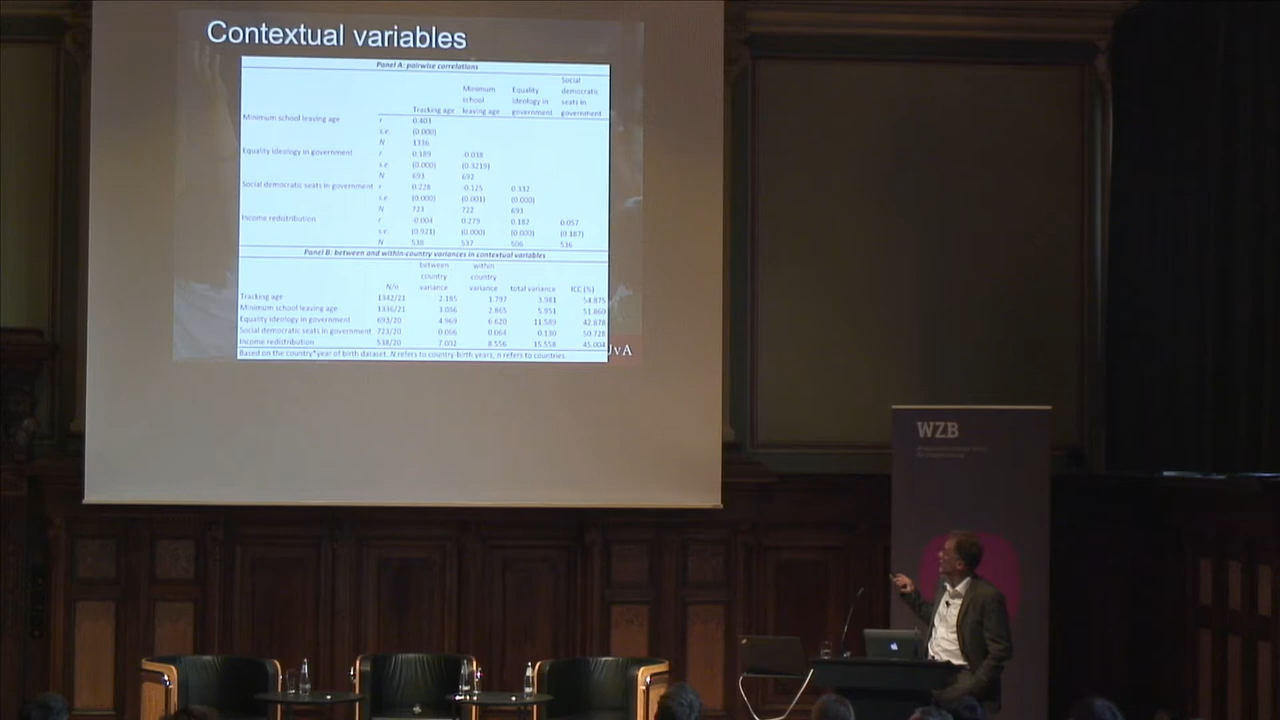 Contextual variables
Panel A: pairwise correlations
Tracking age Minimum school leaving age Equality ideology in government Social democratic seats in government
Minimum school leaving age r 0.403
s.e. (0.000)
N 1336
Equality ideology in government r 0.189 -0.038
s.e. (0.000) (0.3219)
N 693 692
Social democratic seats in government r 0.228 -0.125 0.332
s.e. (0.000) (0.001) (0.000)
N 723 722 693
Income redistribution r -0.004 0.279 0.182 0.057
s.e. (0.921) (0.000) (0.000) (0.187)
N 538 537 506 536
Panel B: between and within-country variances in contextual variables
N/n between country variance within country variance total variance ICC (%)
Tracking age 1342/21 2.185 1.797 3.981 54.875
Minimum school leaving age 1336/21 3.086 2.865 5.951 51.860
Equality ideology in government 693/20 4.969 6.620 11.589 42.878
Social democratic seats in government 723/20 0.066 0.064 0.130 50.728
Income redistribution 538/20 7.002 8.556 15.558 45.004
Based on the country*year of birth dataset. N refers to country-birth years, n refers to countries.
UvA
WZB